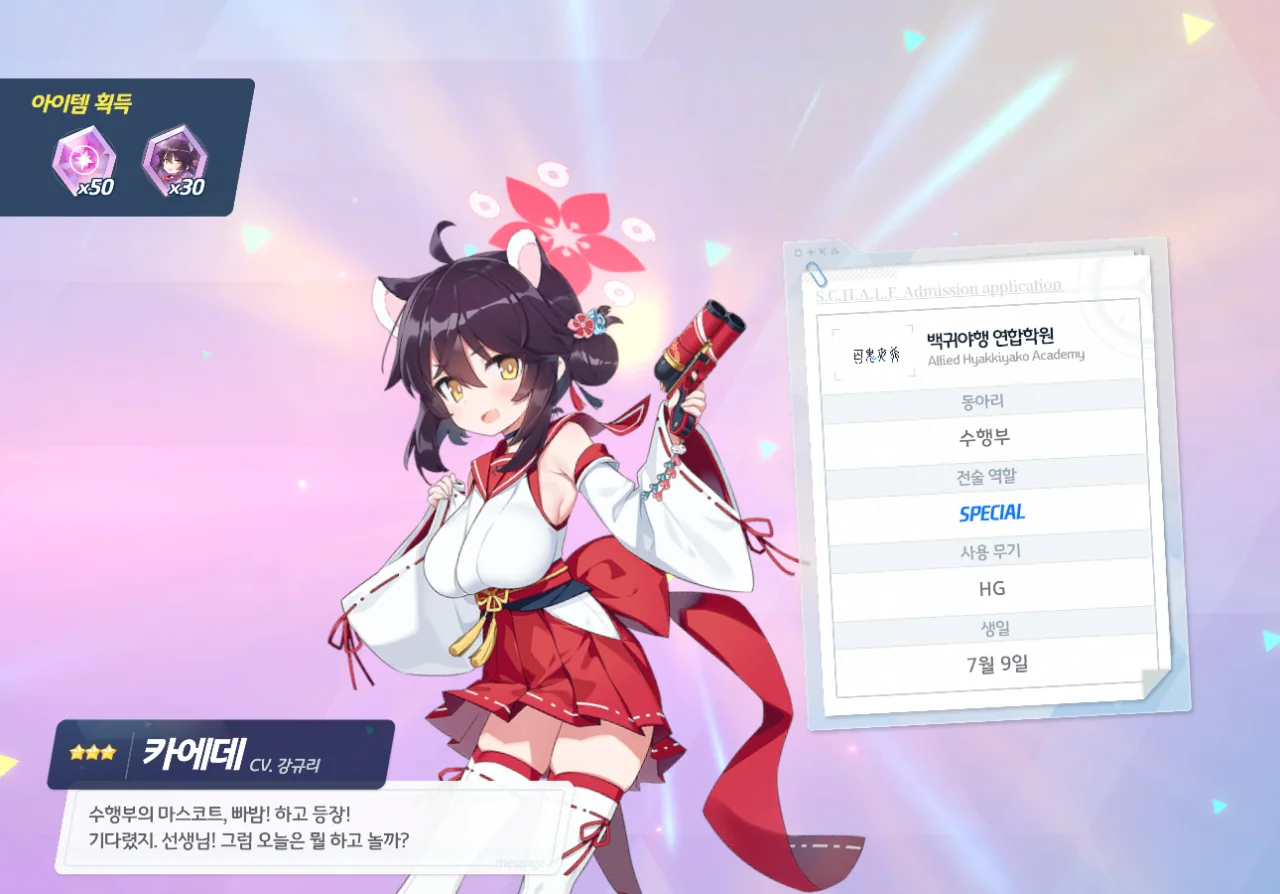 아이템 획득
x50
x30
S.C.H.A.L.E Admission application
백귀야행 연합학원
Allied Hyakkiyako Academy
동아리
수행부
전술 역할
SPECIAL
사용 무기
HG
생일
7월 9일
카에데 CV. 강규리
수행부의 마스코트, 빠밤! 하고 등장!
기다렸지. 선생님! 그럼 오늘은 뭘 하고 놀까?
message